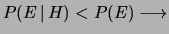 P(E | H) < P(E) ⟶